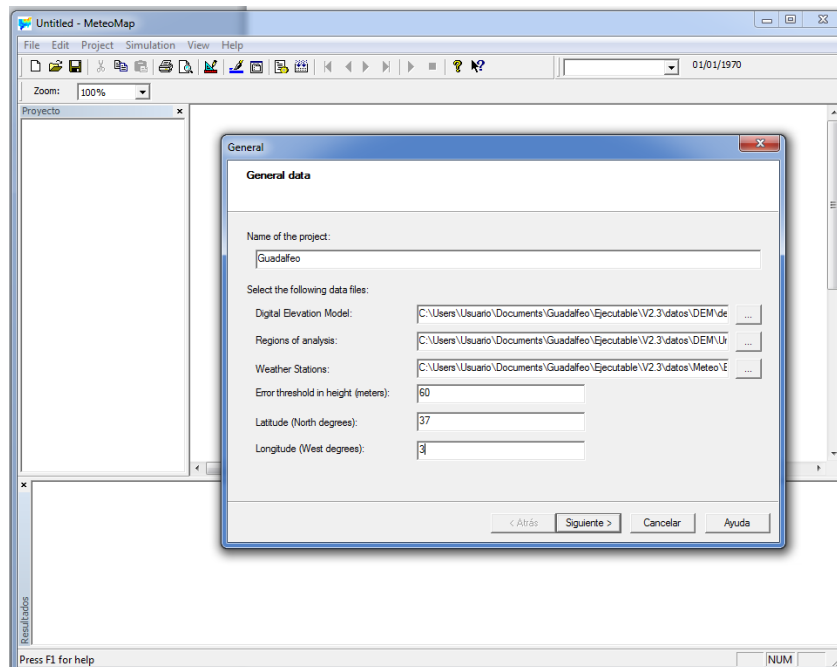 Untitled - MeteoMap
File Edit Project Simulation View Help
01/01/1970
Zoom: 100%
Proyecto
General
General data
Name of the project:
Guadalfeo
Select the following data files:
Digital Elevation Model: C:\Users\Usuario\Documents\Guadalfeo\Ejecutable\V2.3\datos\DEM\de ...
Regions of analysis: C:\Users\Usuario\Documents\Guadalfeo\Ejecutable\V2.3\datos\DEM\Ur ...
Weather Stations: C:\Users\Usuario\Documents\Guadalfeo\Ejecutable\V2.3\datos\Meteo\E ...
Error threshold in height (meters): 60
Latitude (North degrees): 37
Longitude (West degrees): 3
< Atrás Siguiente > Cancelar Ayuda
Resultados
Press F1 for help NUM